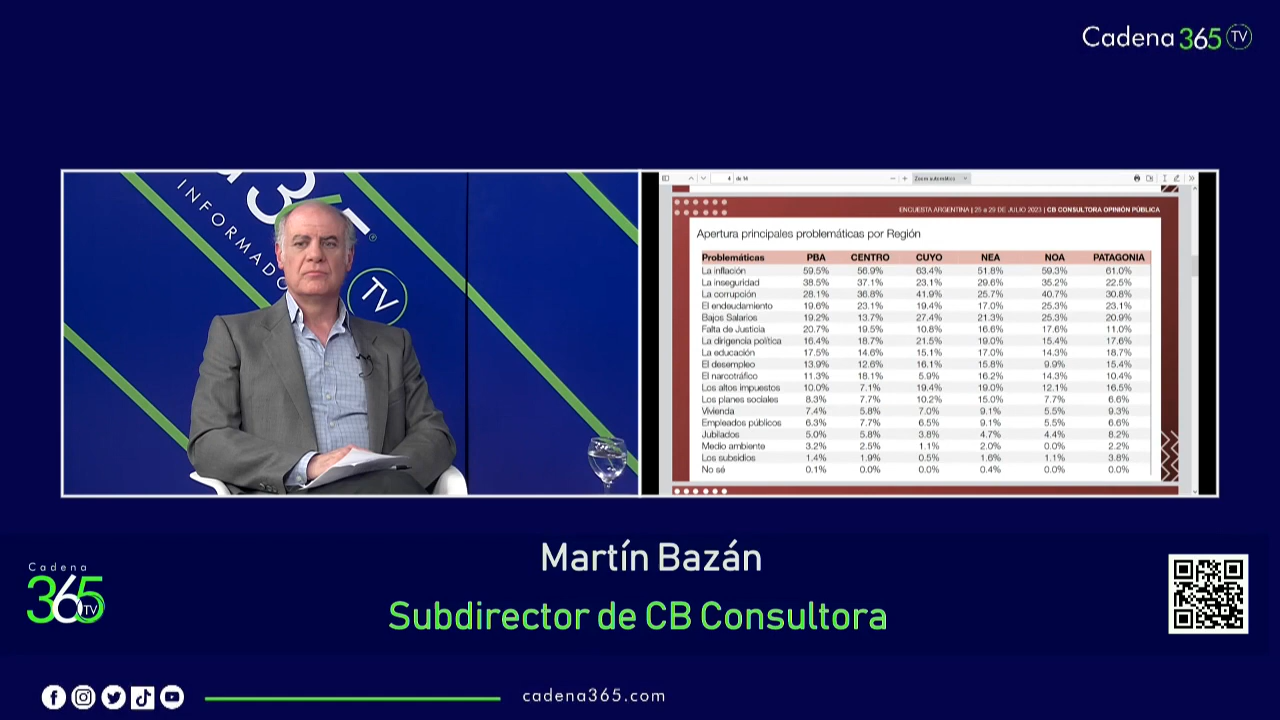 Cadena 365 TV
365
INFORMADO
TV
4 de 14
Zoom automático
ENCUESTA ARGENTINA | 25 a 29 DE JULIO 2023 | CB CONSULTORA OPINIÓN PÚBLICA
Apertura principales problemáticas por Región
Problemáticas PBA CENTRO CUYO NEA NOA PATAGONIA
La inflación 59.5% 56.9% 63.4% 51.8% 59.3% 61.0%
La inseguridad 38.5% 37.1% 23.1% 29.6% 35.2% 22.5%
La corrupción 28.1% 36.8% 41.9% 25.7% 40.7% 30.8%
El endeudamiento 19.6% 23.1% 19.4% 17.0% 25.3% 23.1%
Bajos Salarios 19.2% 13.7% 27.4% 21.3% 25.3% 20.9%
Falta de Justicia 20.7% 19.5% 10.8% 16.6% 17.6% 11.0%
La dirigencia política 16.4% 18.7% 21.5% 19.0% 15.4% 17.6%
La educación 17.5% 14.6% 15.1% 17.0% 14.3% 18.7%
El desempleo 13.9% 12.6% 16.1% 15.8% 9.9% 15.4%
El narcotráfico 11.3% 18.1% 5.9% 16.2% 14.3% 10.4%
Los altos impuestos 10.0% 7.1% 19.4% 19.0% 12.1% 16.5%
Los planes sociales 8.3% 7.7% 10.2% 15.0% 7.7% 6.6%
Vivienda 7.4% 5.8% 7.0% 9.1% 5.5% 9.3%
Empleados públicos 6.3% 7.7% 6.5% 9.1% 5.5% 6.6%
Jubilados 5.0% 5.8% 3.8% 4.7% 4.4% 8.2%
Medio ambiente 3.2% 2.5% 1.1% 2.0% 0.0% 2.2%
Los subsidios 1.4% 1.9% 0.5% 1.6% 1.1% 3.8%
No sé 0.1% 0.0% 0.0% 0.4% 0.0% 0.0%
Martín Bazán
Subdirector de CB Consultora
Cadena
365 TV
cadena365.com